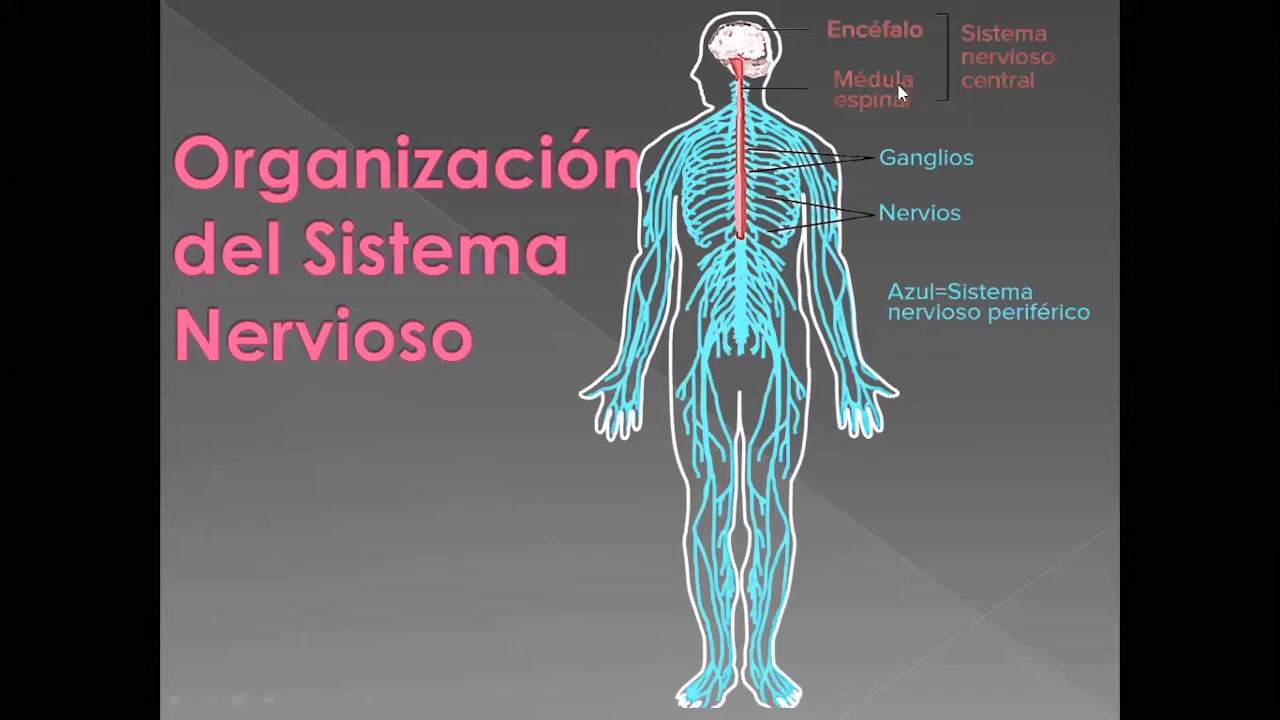 Organización
del Sistema
Nervioso
Encéfalo
Médula
espinal
Sistema
nervioso
central
Ganglios
Nervios
Azul=Sistema
nervioso periférico